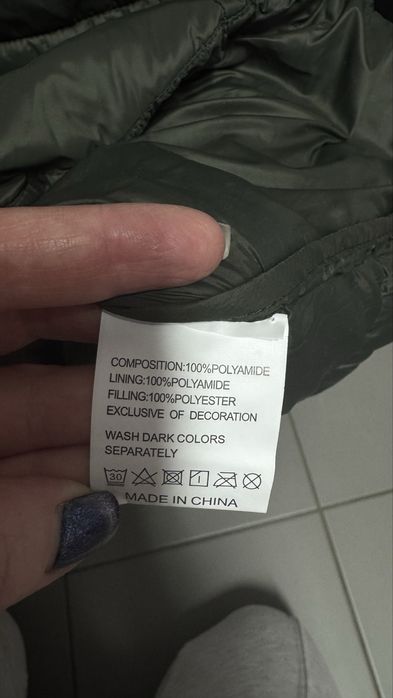 COMPOSITION:100%POLYAMIDE
LINING:100%POLYAMIDE
FILLING:100%POLYESTER
EXCLUSIVE OF DECORATION
WASH DARK COLORS
SEPARATELY
30
MADE IN CHINA